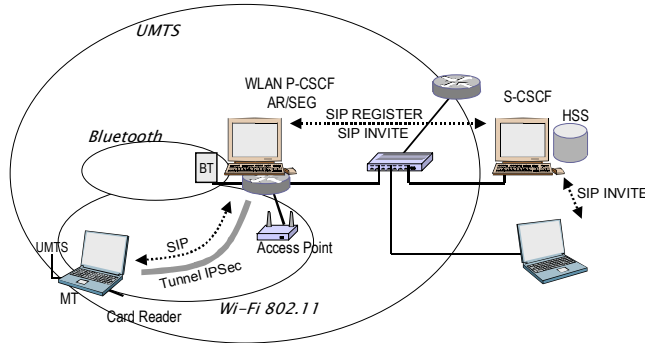 UMTS
WLAN P-CSCF
AR/SEG
S-CSCF
HSS
SIP REGISTER
SIP INVITE
Bluetooth
BT
SIP INVITE
UMTS
SIP
Access Point
Tunnel IPSec
MT
Card Reader
Wi-Fi 802.11